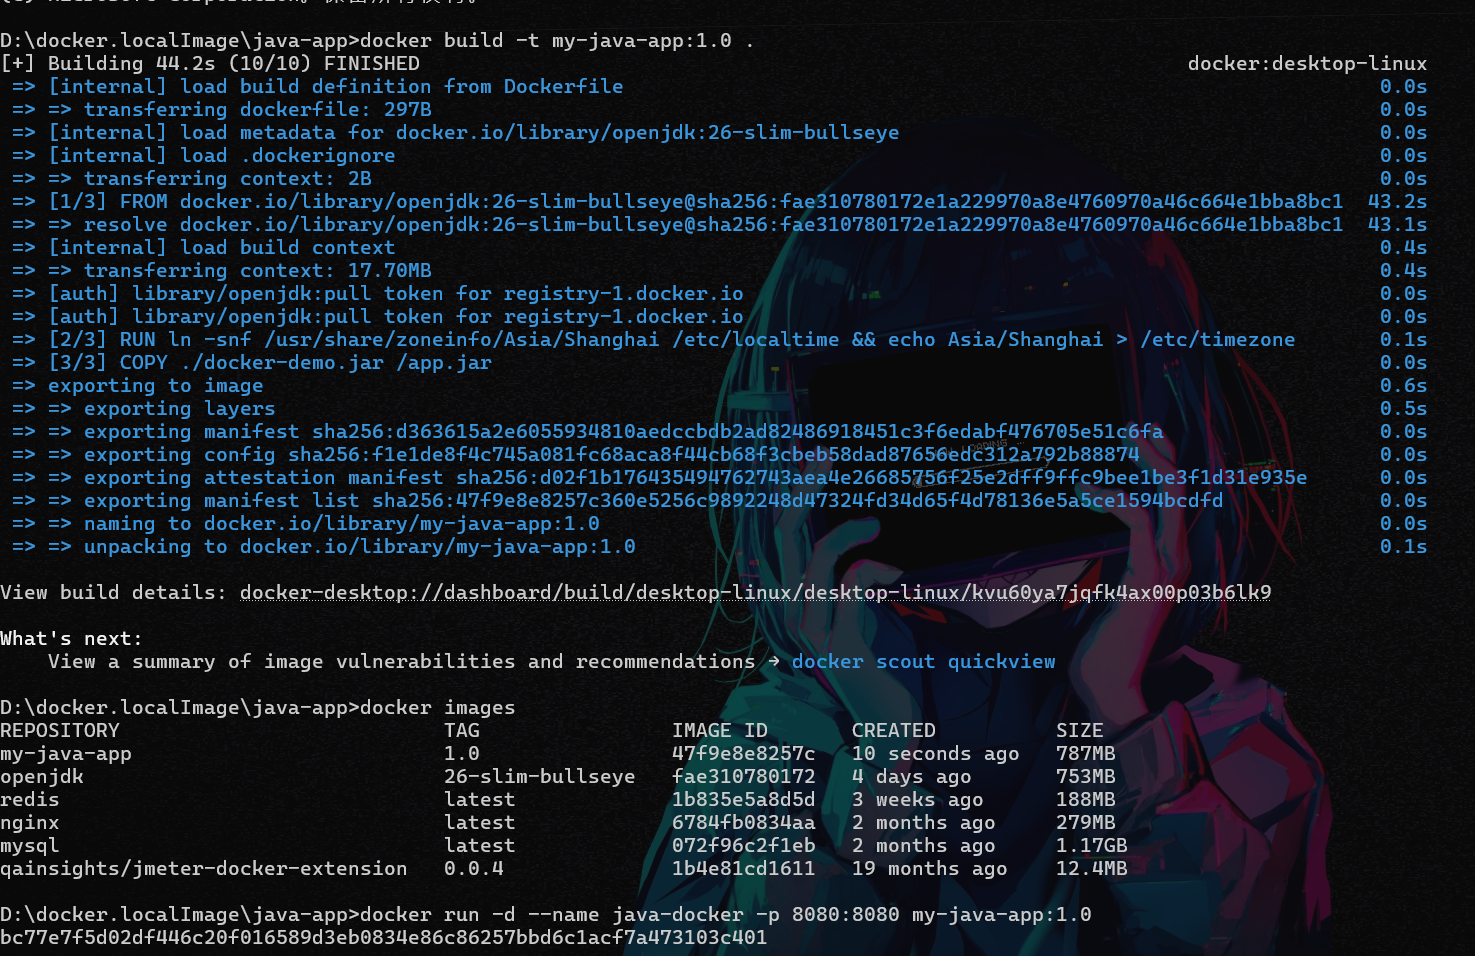 (c) Microsoft Corporation。保留所有权利。
D:\docker.localImage\java-app>docker build -t my-java-app:1.0 .
[+] Building 44.2s (10/10) FINISHED docker:desktop-linux
=> [internal] load build definition from Dockerfile 0.0s
=> => transferring dockerfile: 297B 0.0s
=> [internal] load metadata for docker.io/library/openjdk:26-slim-bullseye 0.0s
=> [internal] load .dockerignore 0.0s
=> => transferring context: 2B 0.0s
=> [1/3] FROM docker.io/library/openjdk:26-slim-bullseye@sha256:fae310780172e1a229970a8e4760970a46c664e1bba8bc1 43.2s
=> => resolve docker.io/library/openjdk:26-slim-bullseye@sha256:fae310780172e1a229970a8e4760970a46c664e1bba8bc1 43.1s
=> [internal] load build context 0.4s
=> => transferring context: 17.70MB 0.4s
=> [auth] library/openjdk:pull token for registry-1.docker.io 0.0s
=> [auth] library/openjdk:pull token for registry-1.docker.io 0.0s
=> [2/3] RUN ln -snf /usr/share/zoneinfo/Asia/Shanghai /etc/localtime && echo Asia/Shanghai > /etc/timezone 0.1s
=> [3/3] COPY ./docker-demo.jar /app.jar 0.0s
=> exporting to image 0.6s
=> => exporting layers 0.5s
=> => exporting manifest sha256:d363615a2e6055934810aedccbdb2ad82486918451c3f6edabf476705e51c6fa 0.0s
=> => exporting config sha256:f1e1de8f4c745a081fc68aca8f44cb68f3cbeb58dad87656edc312a792b88874 0.0s
=> => exporting attestation manifest sha256:d02f1b176435494762743aea4e26685756f25e2dff9ffc9bee1be3f1d31e935e 0.0s
=> => exporting manifest list sha256:47f9e8e8257c360e5256c9892248d47324fd34d65f4d78136e5a5ce1594bcdfd 0.0s
=> => naming to docker.io/library/my-java-app:1.0 0.0s
=> => unpacking to docker.io/library/my-java-app:1.0 0.1s
View build details: docker-desktop://dashboard/build/desktop-linux/desktop-linux/kvu60ya7jqfk4ax00p03b6lk9
What's next:
View a summary of image vulnerabilities and recommendations → docker scout quickview
D:\docker.localImage\java-app>docker images
REPOSITORY TAG IMAGE ID CREATED SIZE
my-java-app 1.0 47f9e8e8257c 10 seconds ago 787MB
openjdk 26-slim-bullseye fae310780172 4 days ago 753MB
redis latest 1b835e5a8d5d 3 weeks ago 188MB
nginx latest 6784fb0834aa 2 months ago 279MB
mysql latest 072f96c2f1eb 2 months ago 1.17GB
qainsights/jmeter-docker-extension 0.0.4 1b4e81cd1611 19 months ago 12.4MB
D:\docker.localImage\java-app>docker run -d --name java-docker -p 8080:8080 my-java-app:1.0
bc77e7f5d02df446c20f016589d3eb0834e86c86257bbd6c1acf7a473103c401